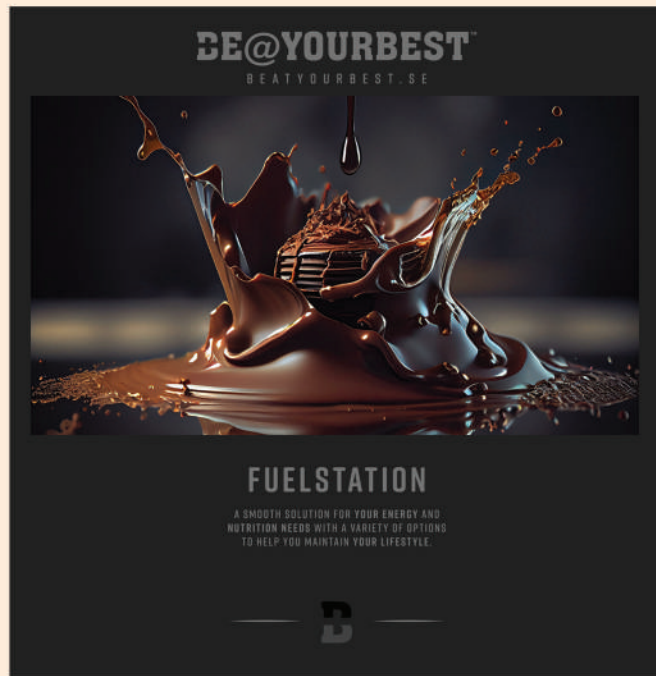 BE@YOURBEST™
BEATYOURBEST.SE
FUELSTATION
A SMOOTH SOLUTION FOR YOUR ENERGY AND
NUTRITION NEEDS WITH A VARIETY OF OPTIONS
TO HELP YOU MAINTAIN YOUR LIFESTYLE.
B